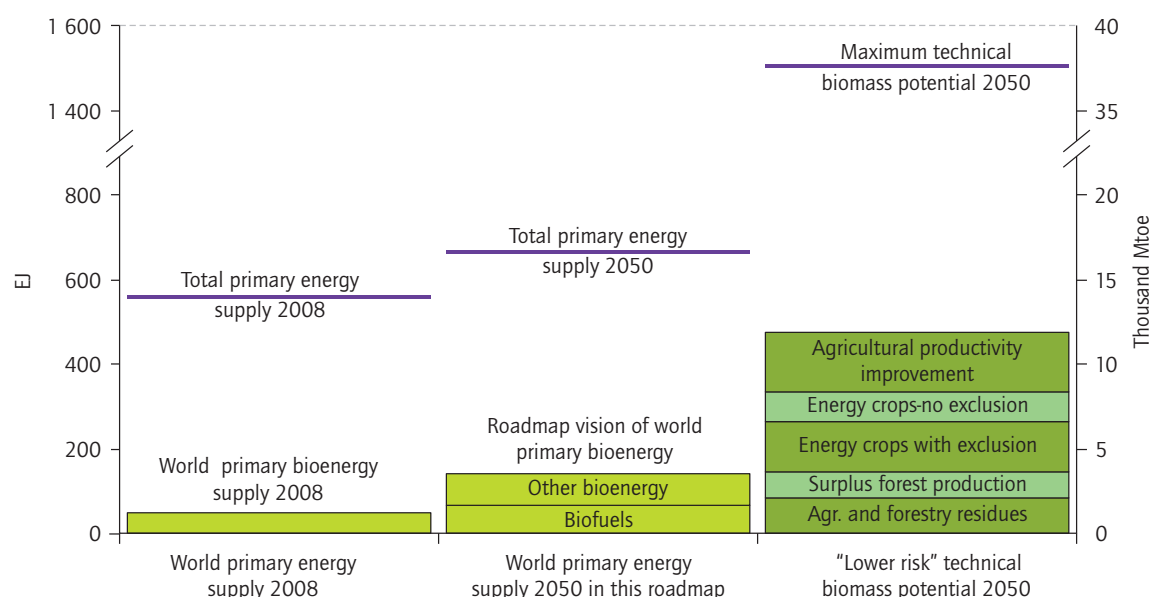 1 600
1 400
800
600
400
200
0
EJ
40
35
20
15
10
5
0
Thousand Mtoe
Total primary energy
supply 2008
World primary bioenergy
supply 2008
Total primary energy
supply 2050
Roadmap vision of world
primary bioenergy
Other bioenergy
Biofuels
Maximum technical
biomass potential 2050
Agricultural productivity
improvement
Energy crops-no exclusion
Energy crops with exclusion
Surplus forest production
Agr. and forestry residues
World primary energy
supply 2008
World primary energy
supply 2050 in this roadmap
“Lower risk” technical
biomass potential 2050